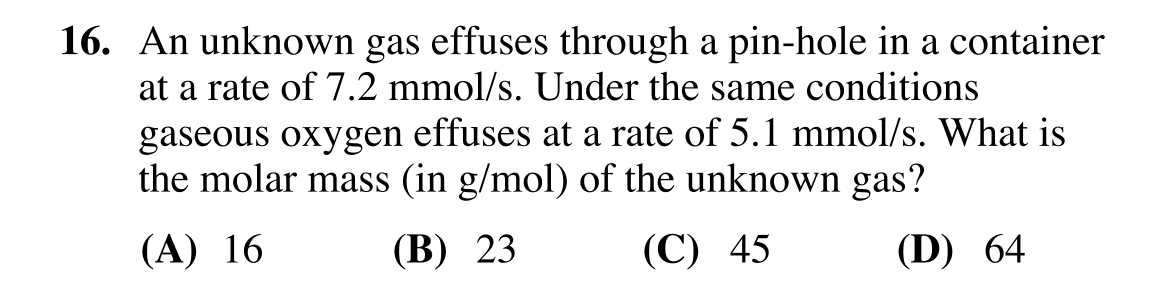 16. An unknown gas effuses through a pin-hole in a container
at a rate of 7.2 mmol/s. Under the same conditions
gaseous oxygen effuses at a rate of 5.1 mmol/s. What is
the molar mass (in g/mol) of the unknown gas?
(A) 16 (B) 23 (C) 45 (D) 64